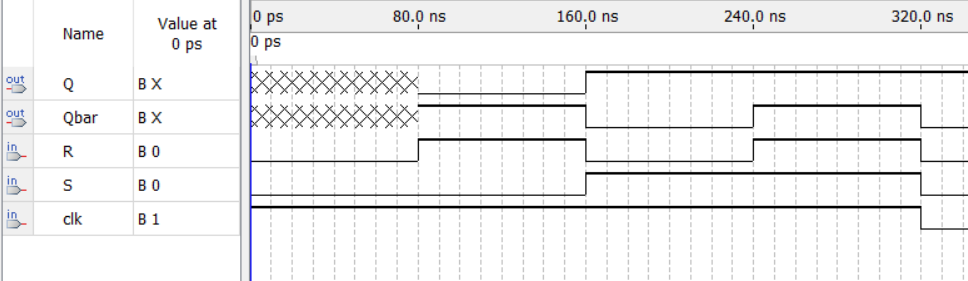 Name
Value at
0 ps
0 ps
80.0 ns
160.0 ns
240.0 ns
320.0 ns
0 ps
out Q B X
out Qbar B X
in R B 0
in S B 0
in clk B 1